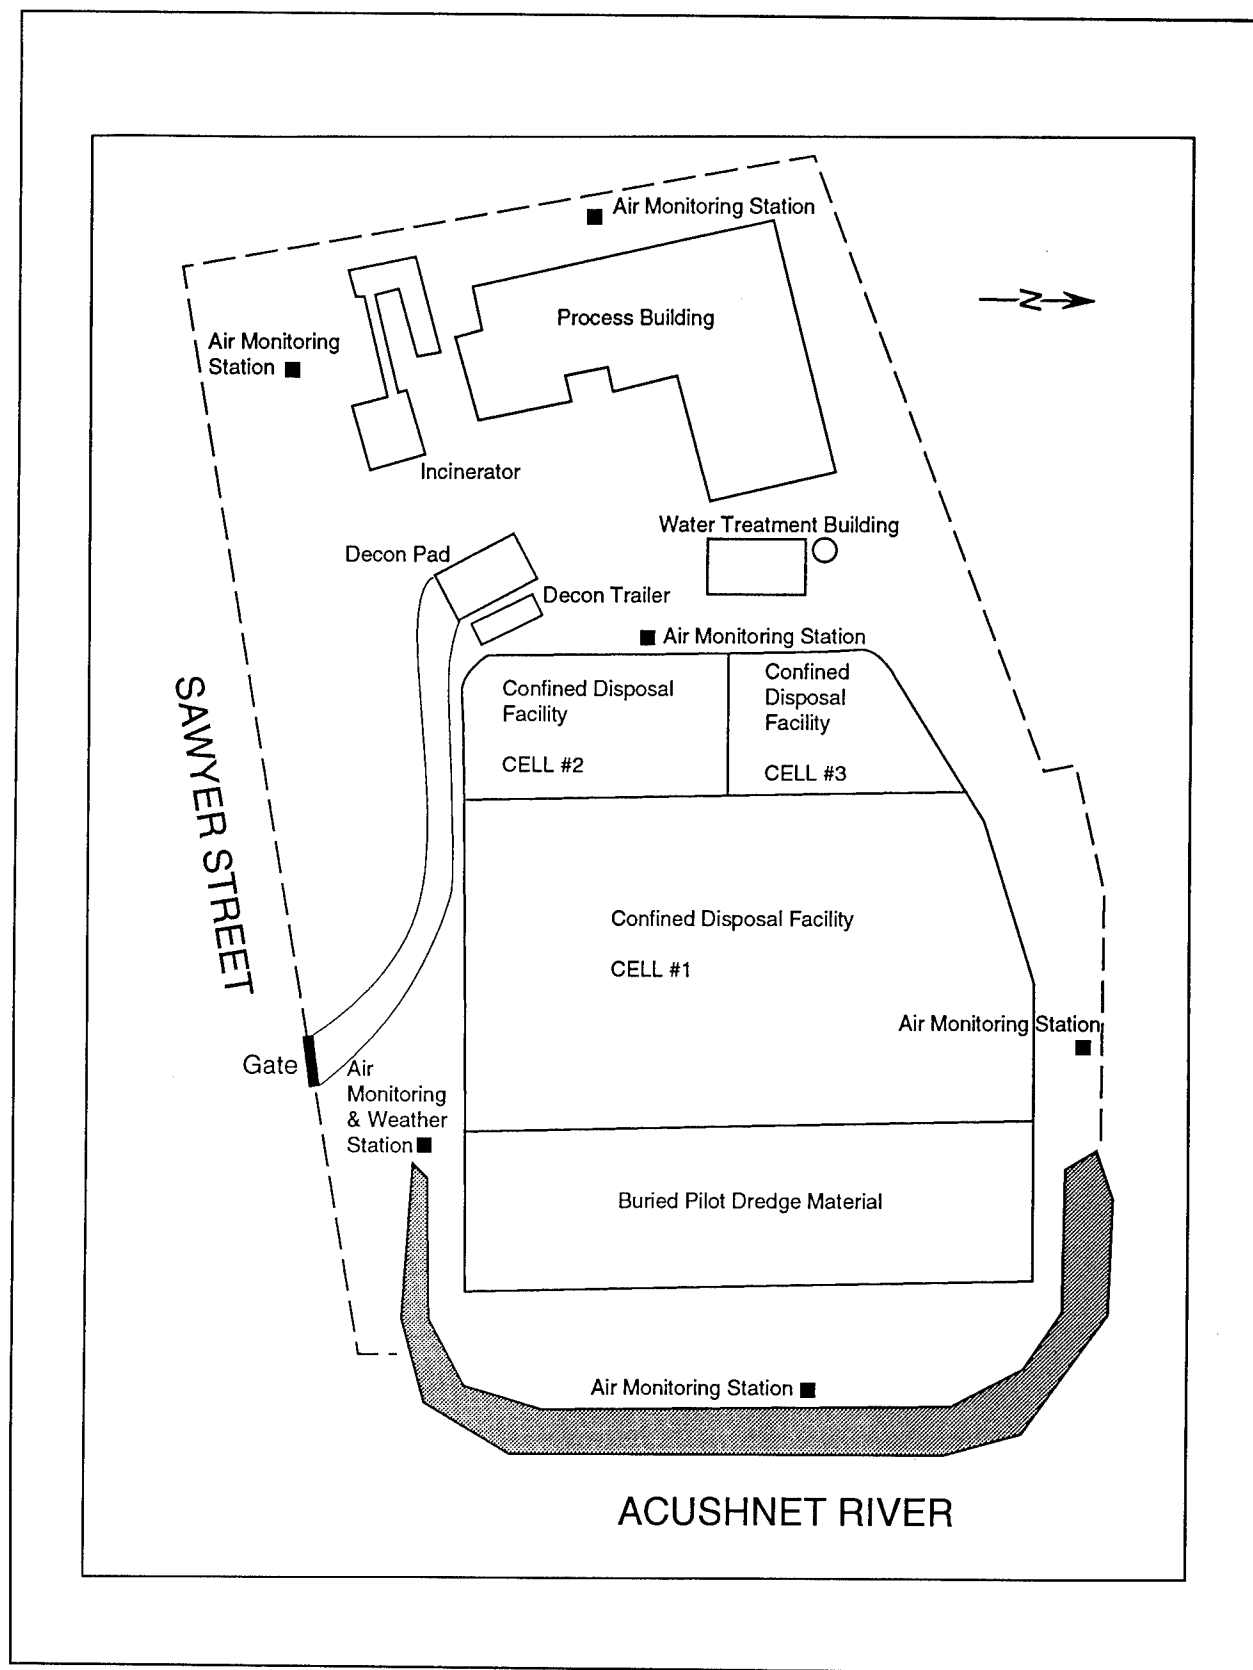 Air Monitoring Station
Process Building
N
Air Monitoring
Station
Incinerator
Water Treatment Building
Decon Pad
Decon Trailer
Air Monitoring Station
Confined Disposal
Facility
CELL #2
Confined
Disposal
Facility
CELL #3
SAWYER STREET
Confined Disposal Facility
CELL #1
Air Monitoring Station
Gate
Air
Monitoring
& Weather
Station
Buried Pilot Dredge Material
Air Monitoring Station
ACUSHNET RIVER